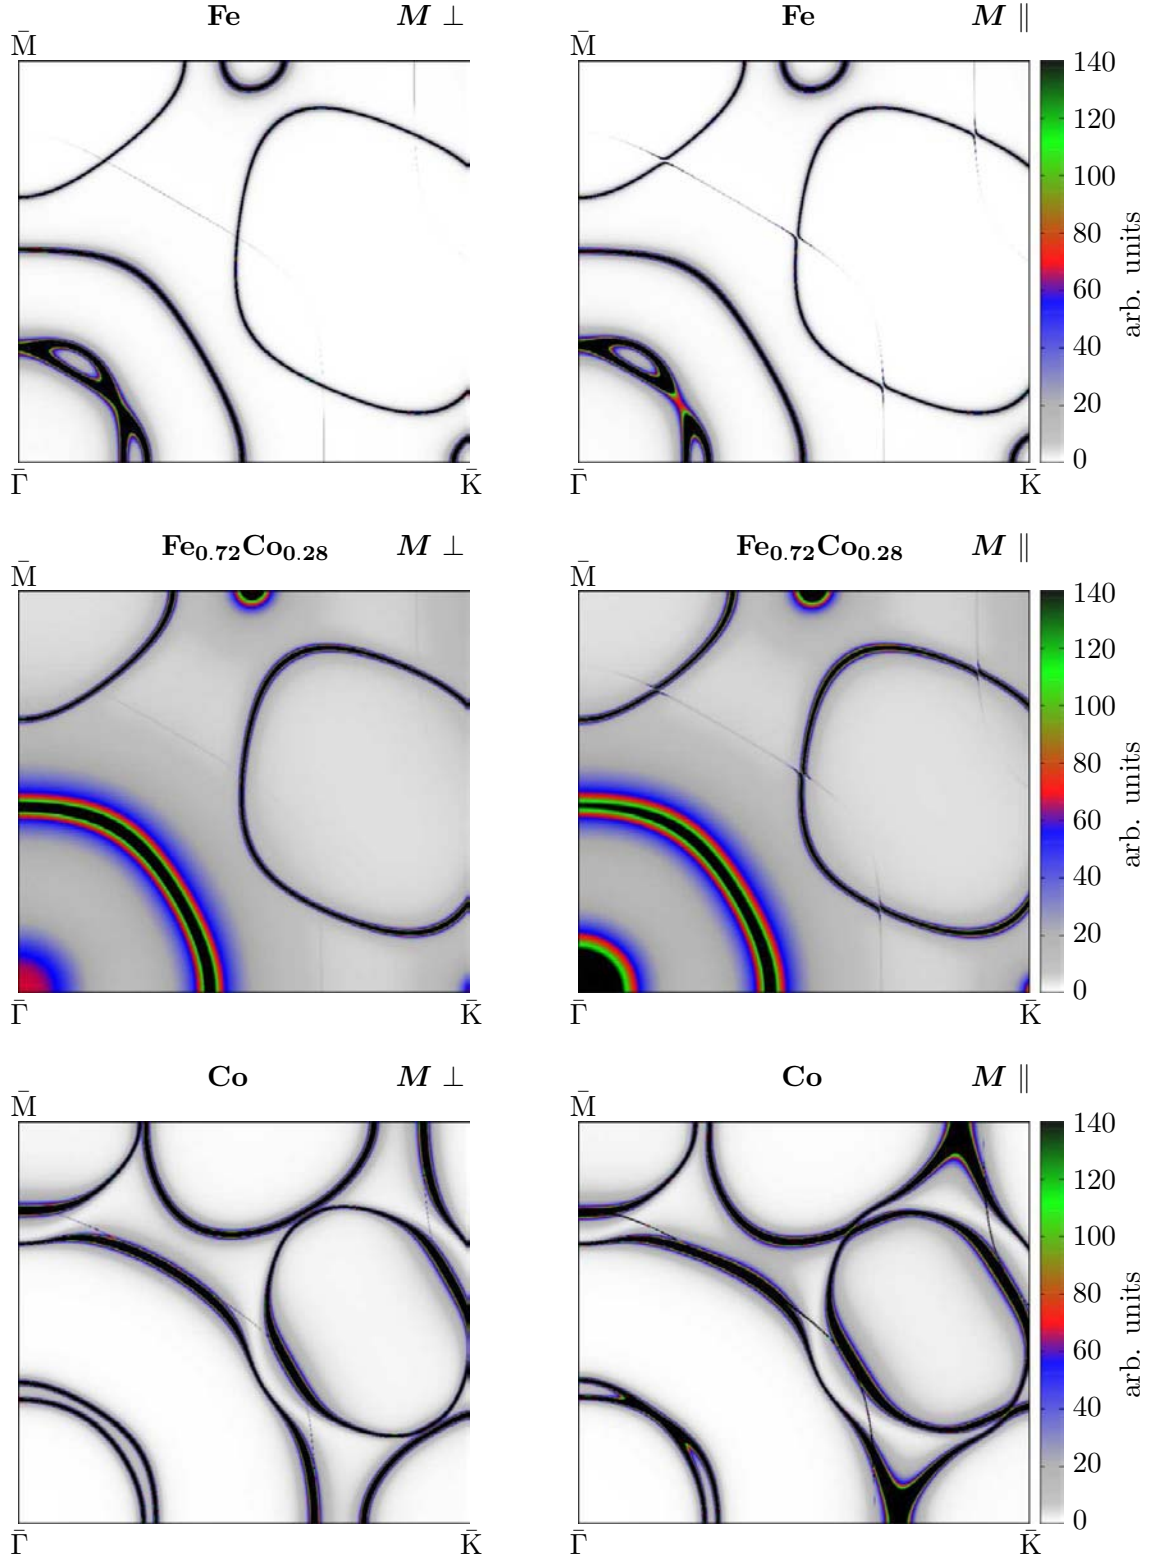 Fe M ⊥ Fe M ∥
M̄ M̄
140
120
100
80
60
40
20
0
arb. units
Γ̄ K̄ Γ̄ K̄
Fe₀.₇₂Co₀.₂₈ M ⊥ Fe₀.₇₂Co₀.₂₈ M ∥
M̄ M̄
140
120
100
80
60
40
20
0
arb. units
Γ̄ K̄ Γ̄ K̄
Co M ⊥ Co M ∥
M̄ M̄
140
120
100
80
60
40
20
0
arb. units
Γ̄ K̄ Γ̄ K̄